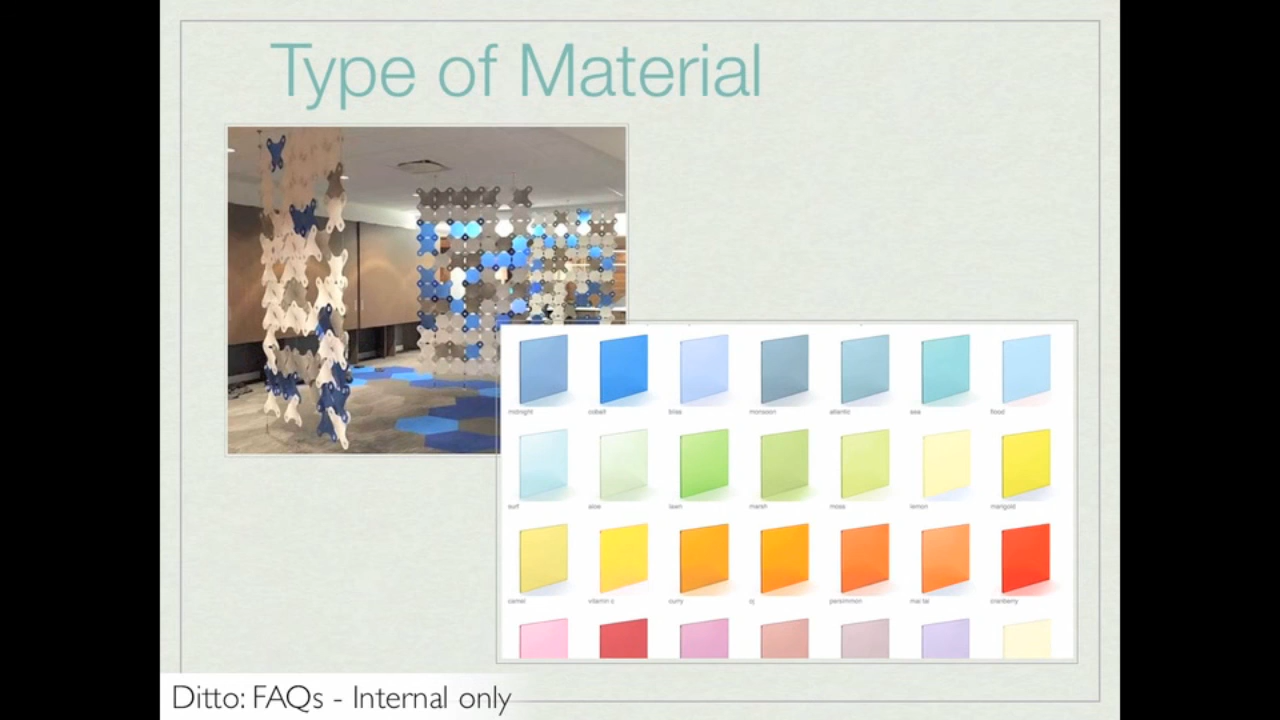 Type of Material
midnight cobalt bliss monsoon atlantic sea flood
surf aloe lawn marsh moss lemon marigold
camel vitamin c curry oj persimmon mai tai cranberry
Ditto: FAQs - Internal only